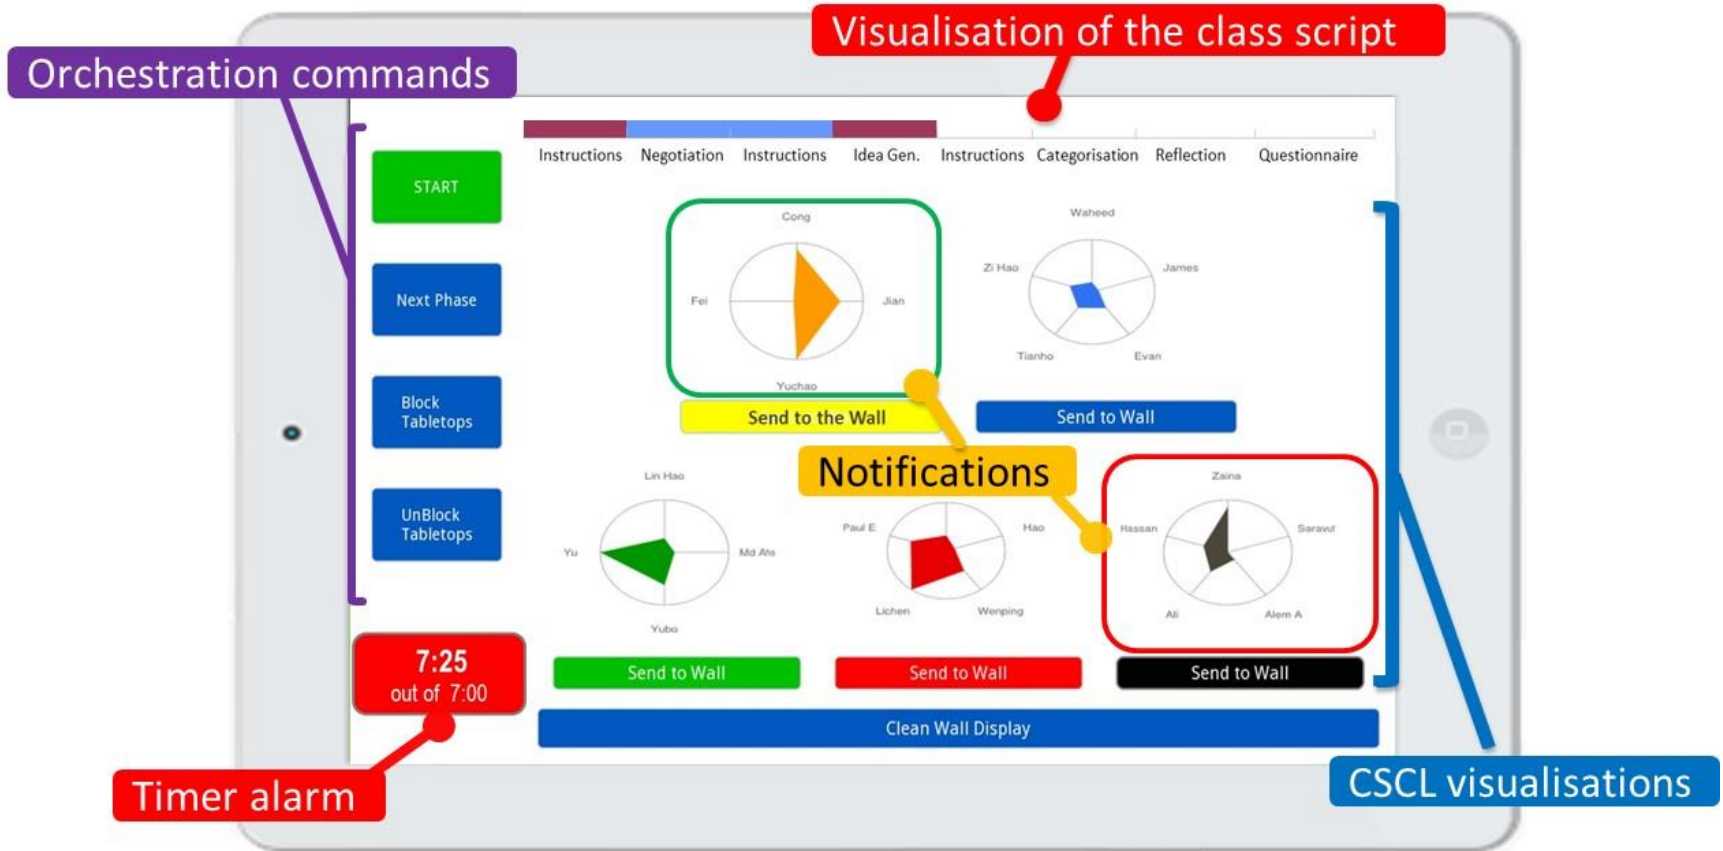 Visualisation of the class script
Orchestration commands
Instructions Negotiation Instructions Idea Gen. Instructions Categorisation Reflection Questionnaire
START
Next Phase
Block
Tabletops
UnBlock
Tabletops
Cong
Fei
Jian
Yuchao
Send to the Wall
Waheed
Zi Hao
James
Tianho
Evan
Send to Wall
Notifications
Lin Hao
Yu
Md Ahs
Yubo
Send to Wall
Paul E
Hao
Lichen
Wenping
Send to Wall
Zaina
Hassan
Saravut
Ali
Alem A
Send to Wall
7:25
out of 7:00
Clean Wall Display
Timer alarm
CSCL visualisations